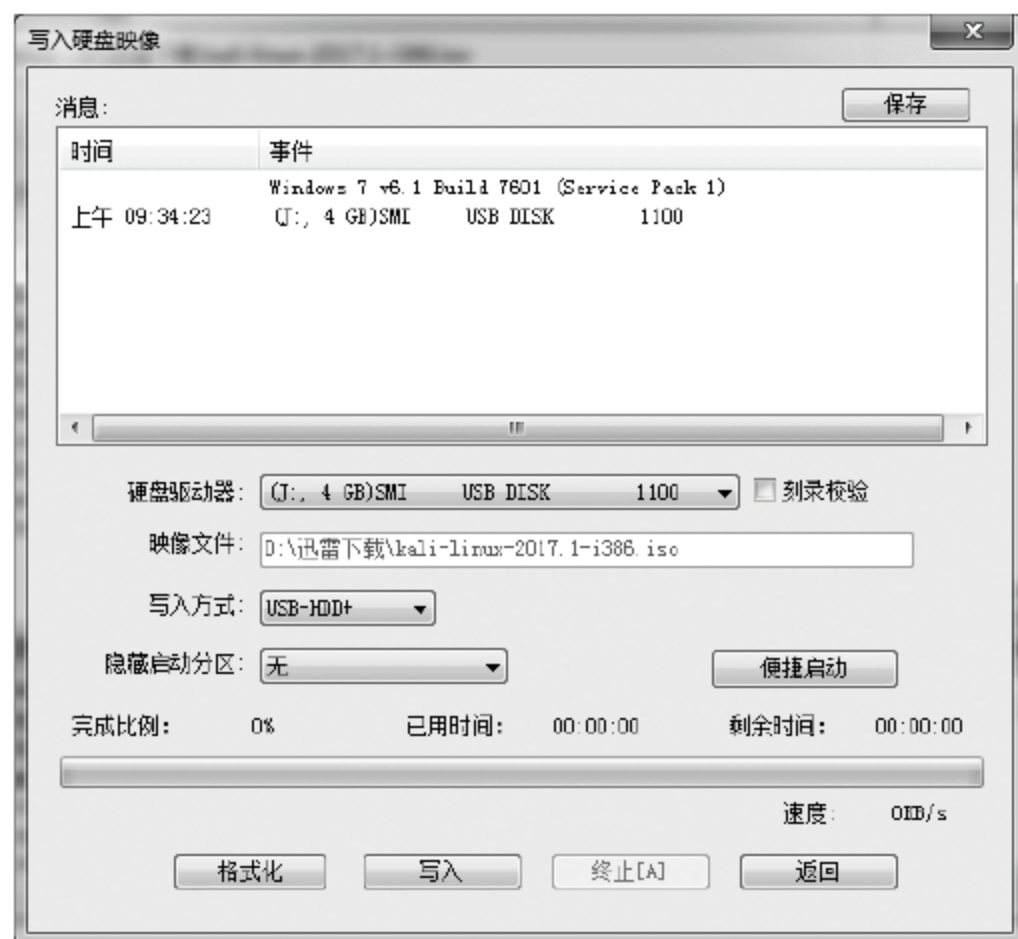 写入硬盘映像
消息:
保存
时间 事件
Windows 7 v6.1 Build 7601 (Service Pack 1)
上午 09:34:23 (J:, 4 GB)SMI USB DISK 1100
硬盘驱动器: (J:, 4 GB)SMI USB DISK 1100 刻录校验
映像文件: D:\迅雷下载\kali-linux-2017.1-i386.iso
写入方式: USB-HDD+
隐藏启动分区: 无 便捷启动
完成比例: 0% 已用时间: 00:00:00 剩余时间: 00:00:00
速度: 0KB/s
格式化 写入 终止[A] 返回